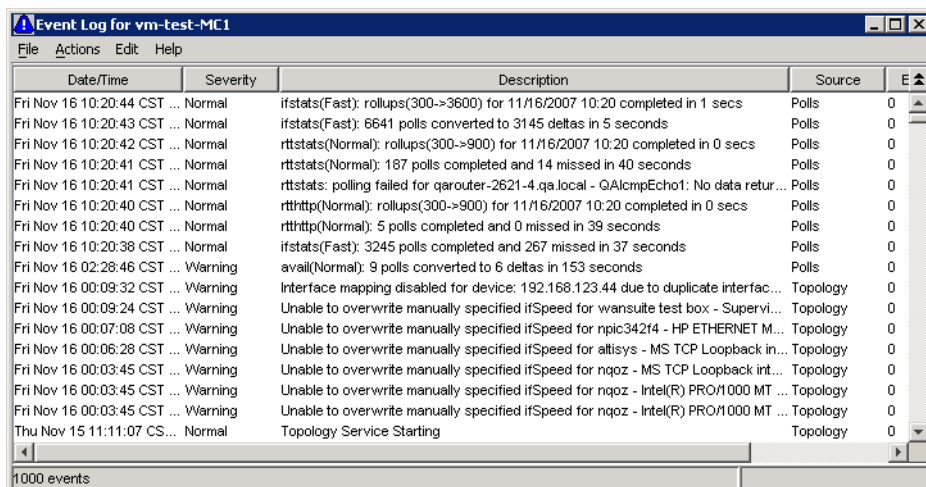 Event Log for vm-test-MC1
File Actions Edit Help
Date/Time Severity Description Source E
Fri Nov 16 10:20:44 CST ... Normal ifstats(Fast): rollups(300->3600) for 11/16/2007 10:20 completed in 1 secs Polls 0
Fri Nov 16 10:20:43 CST ... Normal ifstats(Fast): 6641 polls converted to 3145 deltas in 5 seconds Polls 0
Fri Nov 16 10:20:42 CST ... Normal rttstats(Normal): rollups(300->900) for 11/16/2007 10:20 completed in 0 secs Polls 0
Fri Nov 16 10:20:41 CST ... Normal rttstats(Normal): 187 polls completed and 14 missed in 40 seconds Polls 0
Fri Nov 16 10:20:41 CST ... Normal rttstats: polling failed for qarouter-2621-4.qa.local - QAIcmpEcho1: No data retur... Polls 0
Fri Nov 16 10:20:40 CST ... Normal rtthttp(Normal): rollups(300->900) for 11/16/2007 10:20 completed in 0 secs Polls 0
Fri Nov 16 10:20:40 CST ... Normal rtthttp(Normal): 5 polls completed and 0 missed in 39 seconds Polls 0
Fri Nov 16 10:20:38 CST ... Normal ifstats(Fast): 3245 polls completed and 267 missed in 37 seconds Polls 0
Fri Nov 16 02:28:46 CST ... Warning avail(Normal): 9 polls converted to 6 deltas in 153 seconds Polls 0
Fri Nov 16 00:09:32 CST ... Warning Interface mapping disabled for device: 192.168.123.44 due to duplicate interfac... Topology 0
Fri Nov 16 00:09:24 CST ... Warning Unable to overwrite manually specified ifSpeed for wansuite test box - Supervi... Topology 0
Fri Nov 16 00:07:08 CST ... Warning Unable to overwrite manually specified ifSpeed for npic342f4 - HP ETHERNET M... Topology 0
Fri Nov 16 00:06:28 CST ... Warning Unable to overwrite manually specified ifSpeed for altisys - MS TCP Loopback in... Topology 0
Fri Nov 16 00:03:45 CST ... Warning Unable to overwrite manually specified ifSpeed for nqoz - MS TCP Loopback int... Topology 0
Fri Nov 16 00:03:45 CST ... Warning Unable to overwrite manually specified ifSpeed for nqoz - Intel(R) PRO/1000 MT ... Topology 0
Fri Nov 16 00:03:45 CST ... Warning Unable to overwrite manually specified ifSpeed for nqoz - Intel(R) PRO/1000 MT ... Topology 0
Thu Nov 15 11:11:07 CS... Normal Topology Service Starting Topology 0
1000 events